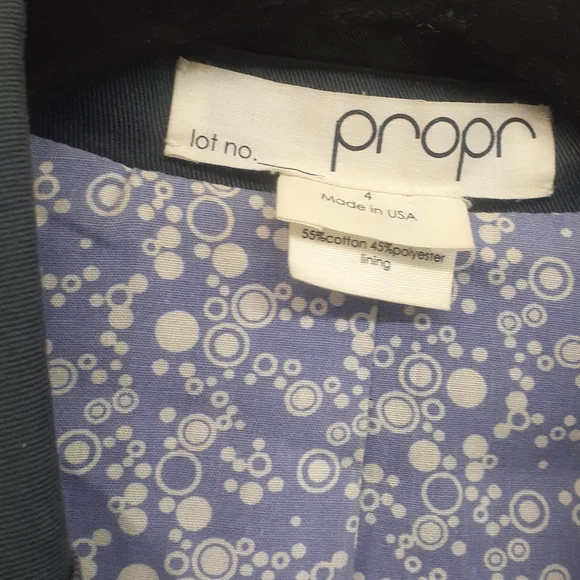 propr
lot no.
4
Made in USA
55%cotton 45%polyester
lining